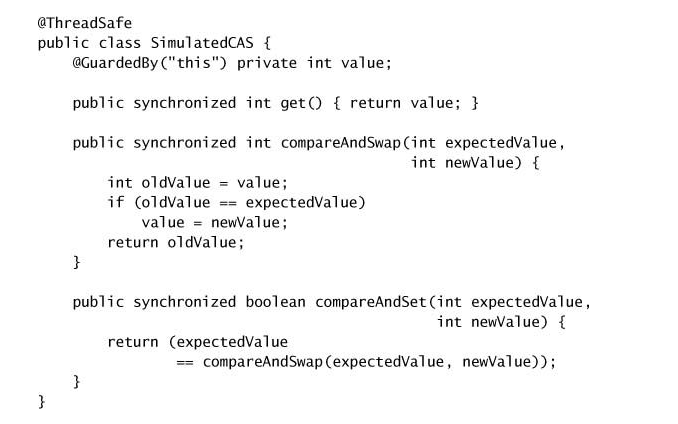 @ThreadSafe
public class SimulatedCAS {
    @GuardedBy("this") private int value;

    public synchronized int get() { return value; }

    public synchronized int compareAndSwap(int expectedValue,
                                           int newValue) {
        int oldValue = value;
        if (oldValue == expectedValue)
            value = newValue;
        return oldValue;
    }

    public synchronized boolean compareAndSet(int expectedValue,
                                              int newValue) {
        return (expectedValue
                == compareAndSwap(expectedValue, newValue));
    }
}